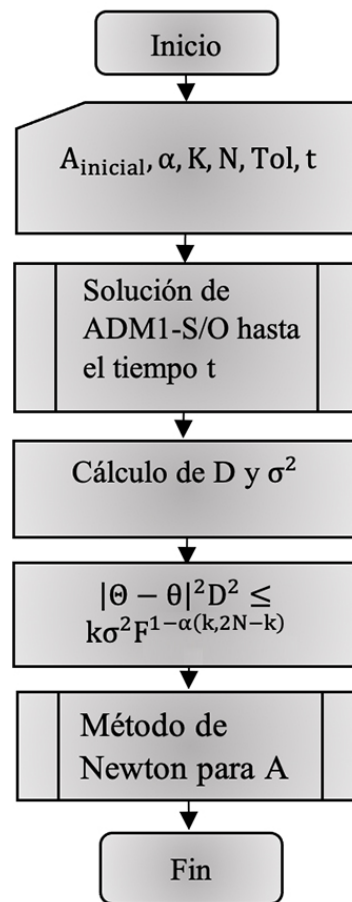 Inicio
A_inicial, α, K, N, Tol, t
Solución de
ADM1-S/O hasta
el tiempo t
Cálculo de D y σ²
|Θ − θ|²D² ≤
kσ²F^1−α(k,2N−k)
Método de
Newton para A
Fin